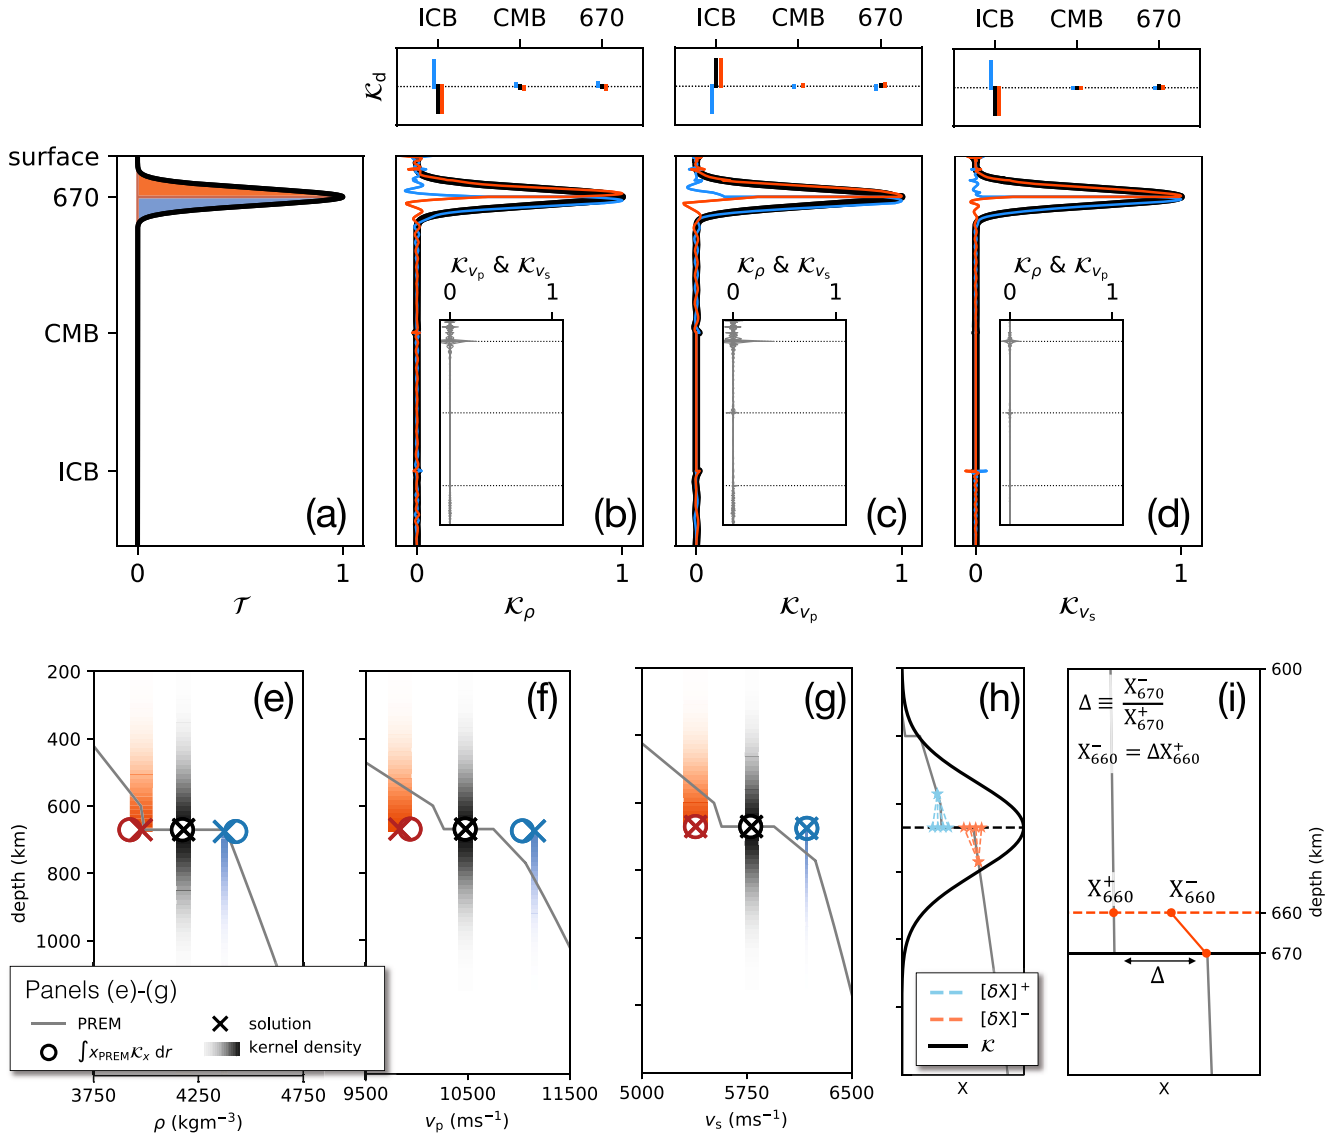 ICB CMB 670
ICB CMB 670
ICB CMB 670
𝒦d
surface
670
CMB
ICB
(a)
0 1
𝒯
𝒦vp & 𝒦vs
0 1
(b)
0 1
𝒦ρ
𝒦ρ & 𝒦vs
0 1
(c)
0 1
𝒦vp
𝒦ρ & 𝒦vp
0 1
(d)
0 1
𝒦vs
200
400
600
800
1000
depth (km)
(e)
3750 4250 4750
ρ (kgm⁻³)
(f)
9500 10500 11500
vp (ms⁻¹)
(g)
5000 5750 6500
vs (ms⁻¹)
Panels (e)-(g)
PREM
solution
∫xPREM𝒦x dr
kernel density
(h)
[δX]⁺
[δX]⁻
𝒦
X
(i)
Δ ≡ X⁻670 / X⁺670
X⁻660 = ΔX⁺660
X⁺660 X⁻660
Δ
600
660
670
depth (km)
X